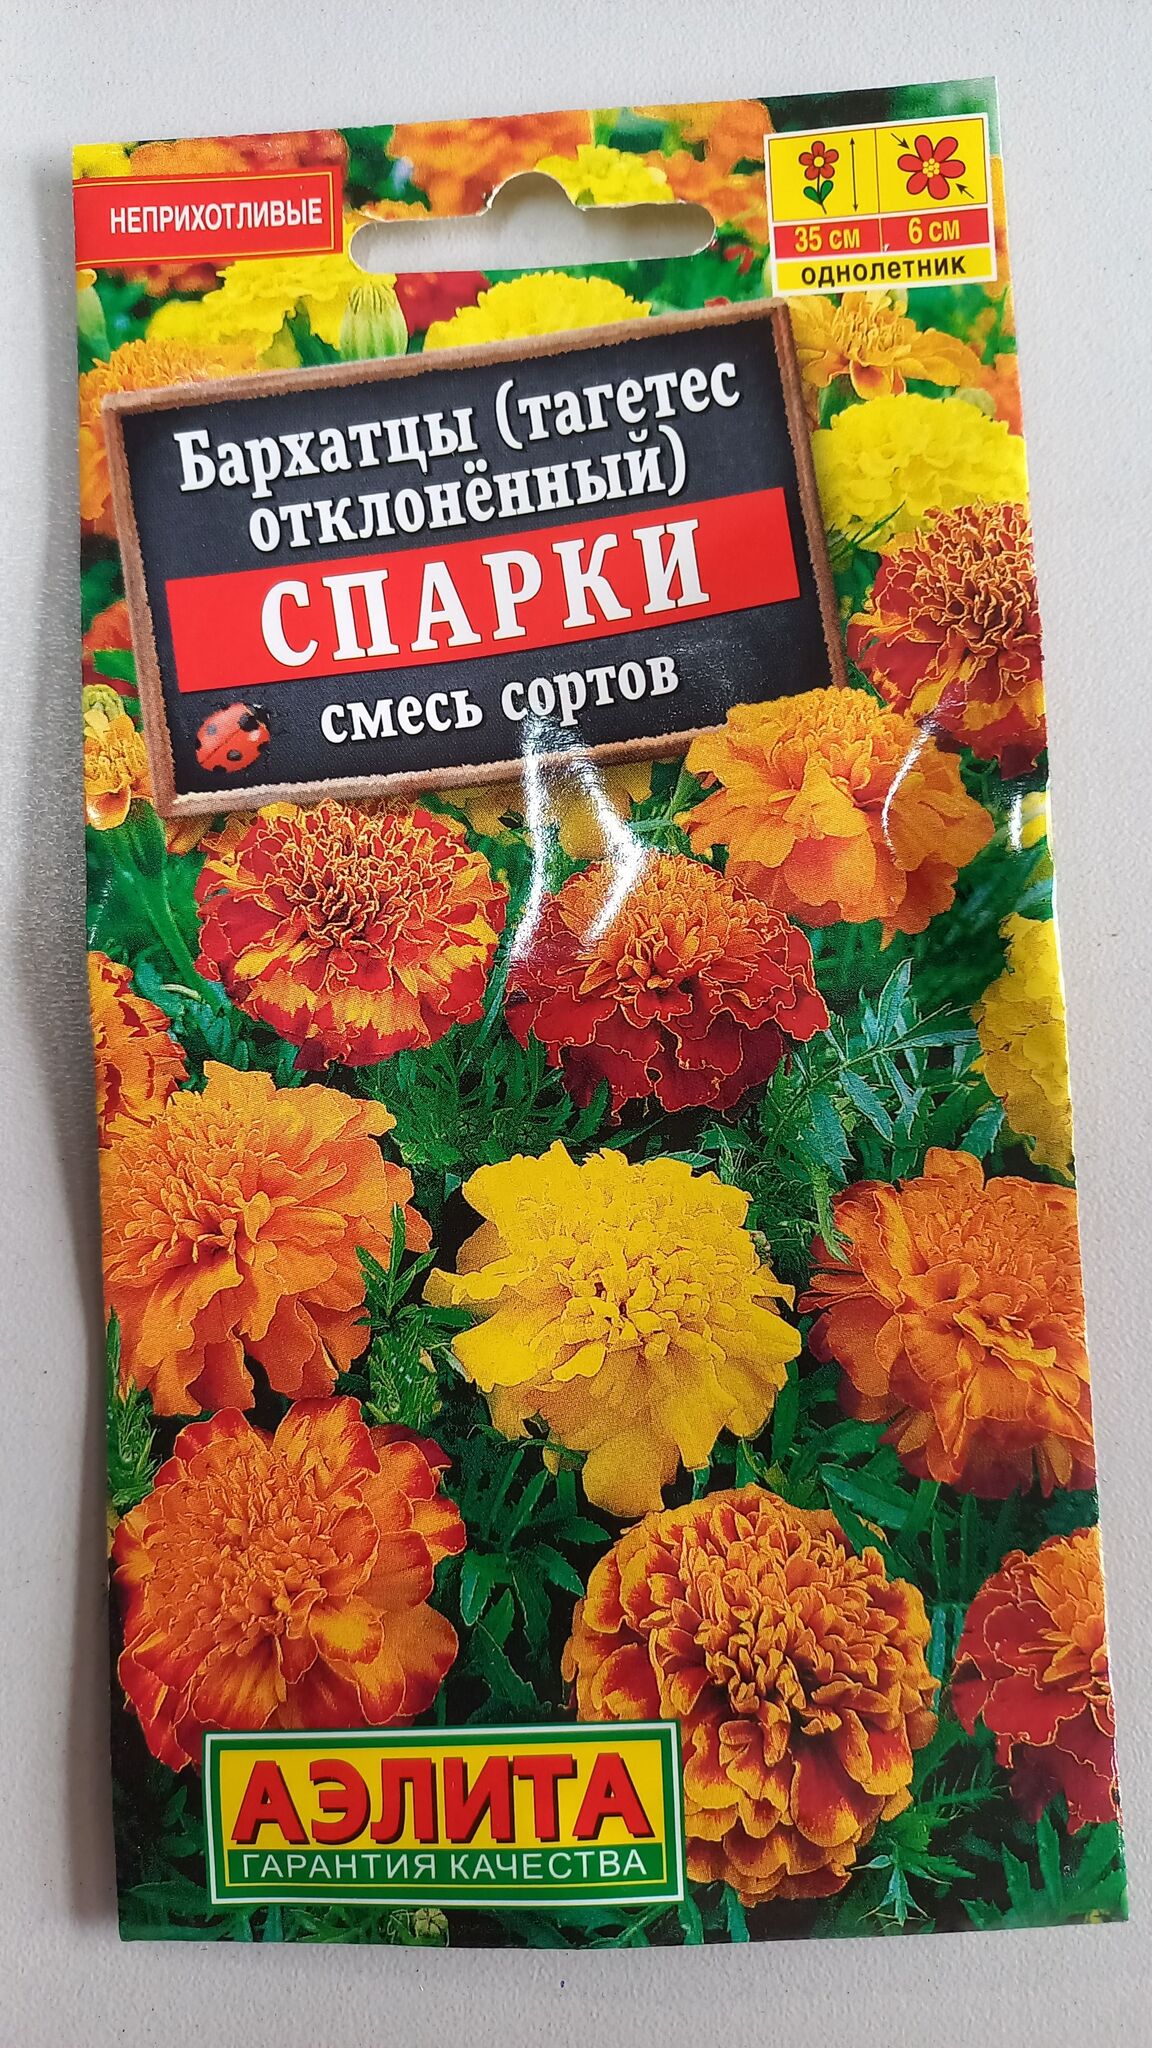 НЕПРИХОТЛИВЫЕ
35 см 6 см
однолетник
Бархатцы (тагетес
отклонённый)
СПАРКИ
смесь сортов
АЭЛИТА
ГАРАНТИЯ КАЧЕСТВА